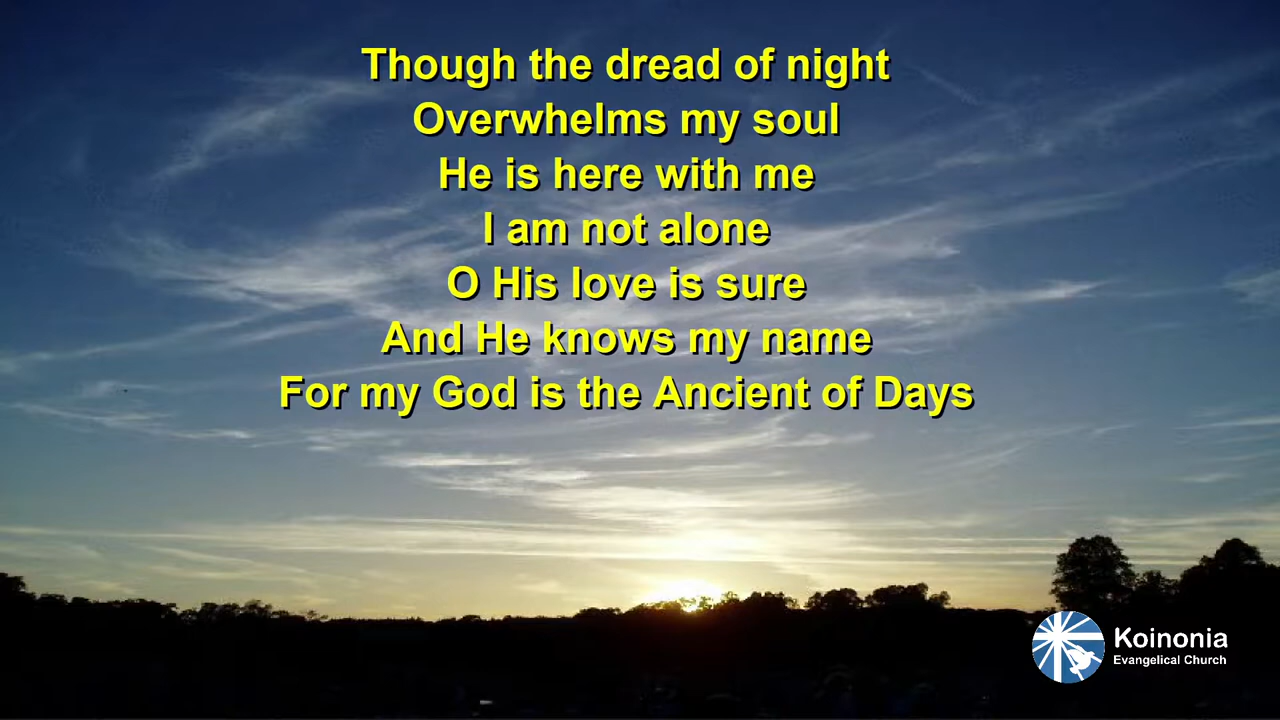 Though the dread of night
Overwhelms my soul
He is here with me
I am not alone
O His love is sure
And He knows my name
For my God is the Ancient of Days
Koinonia
Evangelical Church